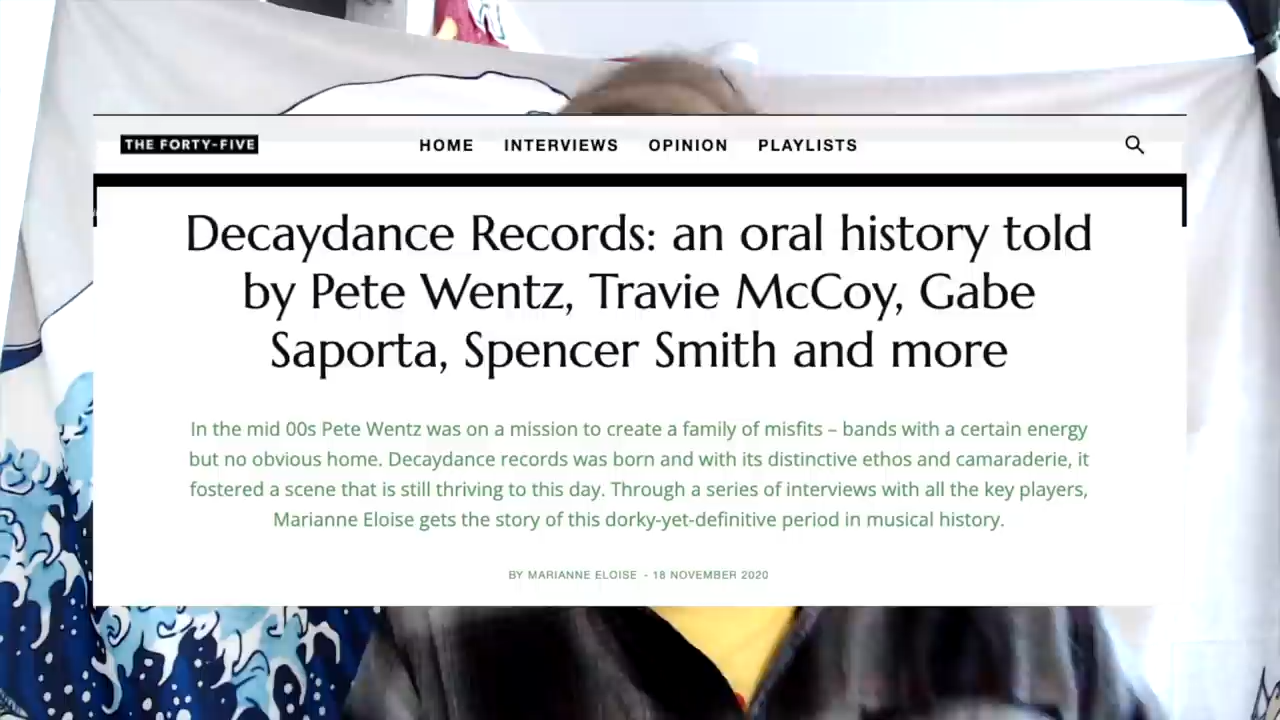 THE FORTY-FIVE
HOME INTERVIEWS OPINION PLAYLISTS
Decaydance Records: an oral history told
by Pete Wentz, Travie McCoy, Gabe
Saporta, Spencer Smith and more
In the mid 00s Pete Wentz was on a mission to create a family of misfits – bands with a certain energy
but no obvious home. Decaydance records was born and with its distinctive ethos and camaraderie, it
fostered a scene that is still thriving to this day. Through a series of interviews with all the key players,
Marianne Eloise gets the story of this dorky-yet-definitive period in musical history.
BY MARIANNE ELOISE - 18 NOVEMBER 2020